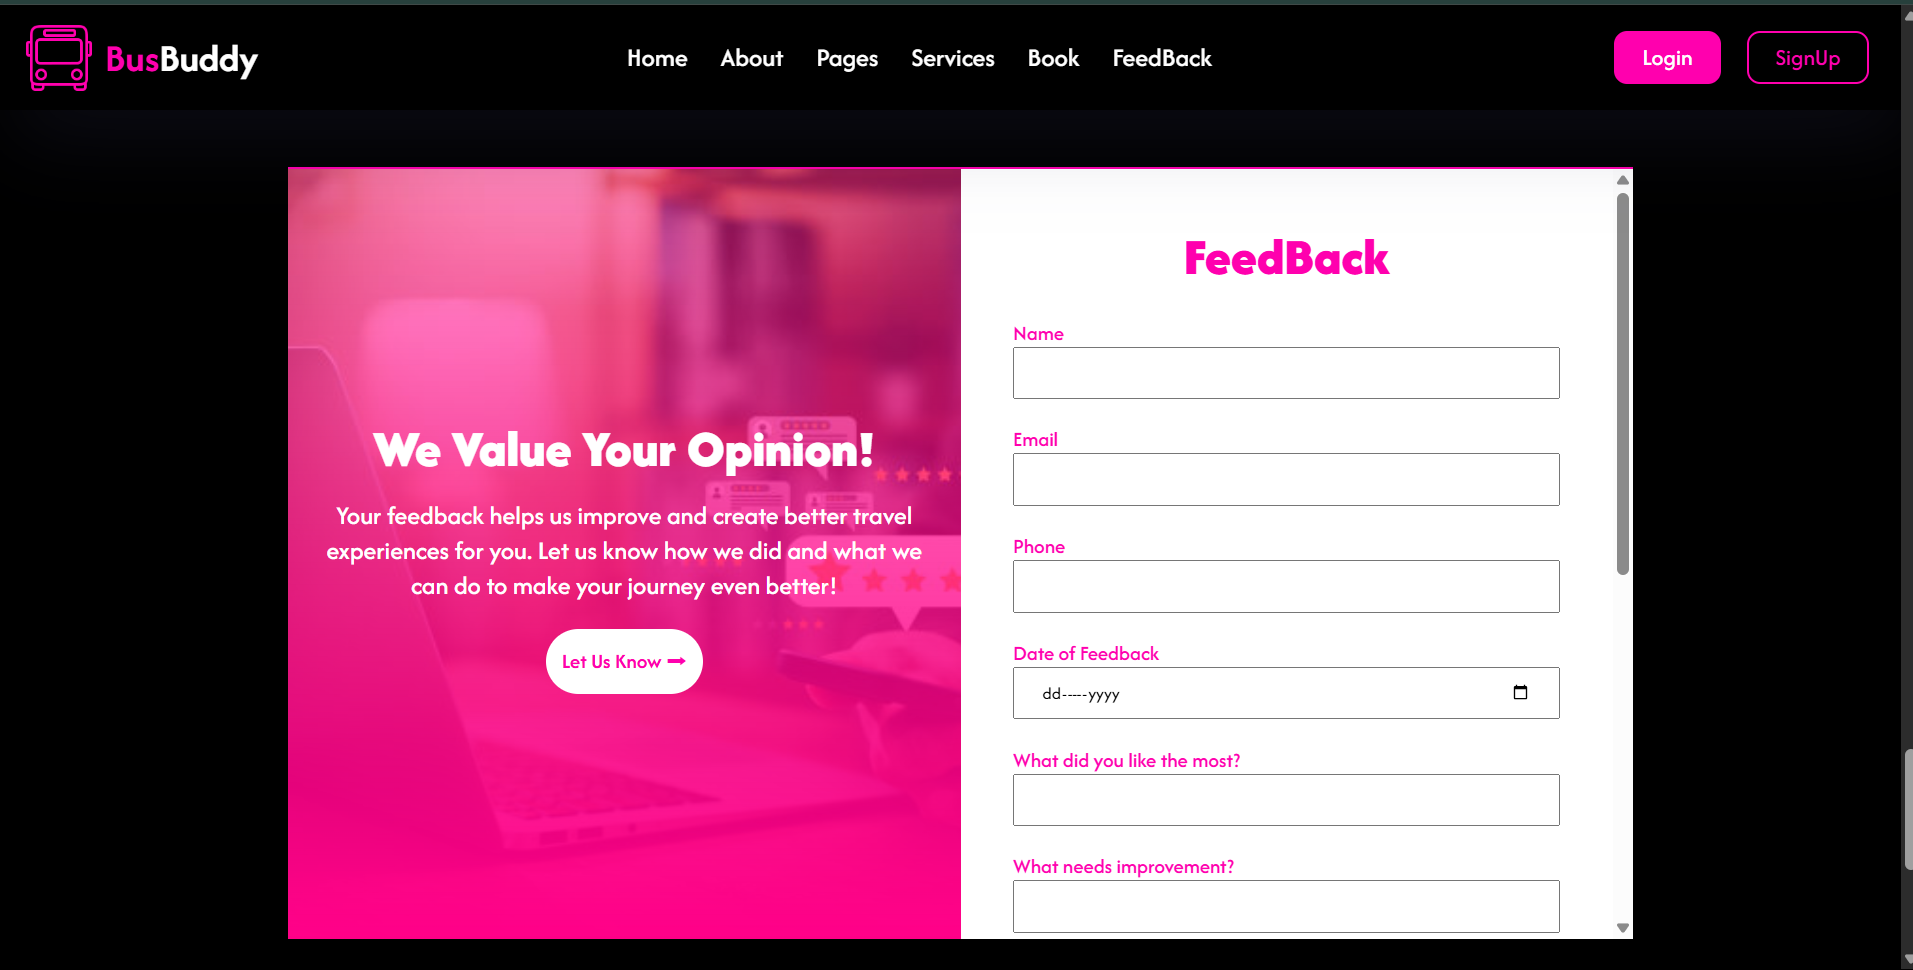 BusBuddy
Home About Pages Services Book FeedBack
Login
SignUp
We Value Your Opinion!
Your feedback helps us improve and create better travel
experiences for you. Let us know how we did and what we
can do to make your journey even better!
Let Us Know
FeedBack
Name
Email
Phone
Date of Feedback
dd-----yyyy
What did you like the most?
What needs improvement?